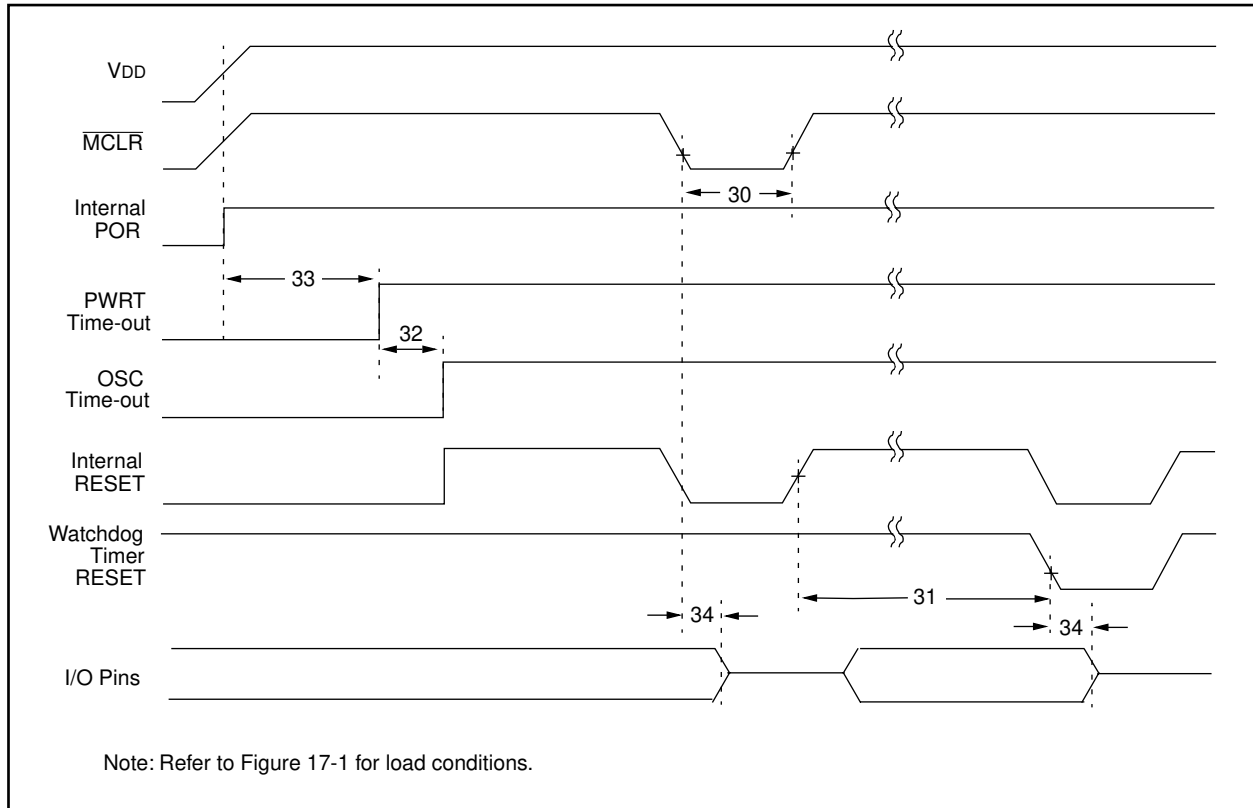 VDD
MCLR
30
Internal
POR
33
PWRT
Time-out
32
OSC
Time-out
Internal
RESET
Watchdog
Timer
RESET
31
34
34
I/O Pins
Note: Refer to Figure 17-1 for load conditions.